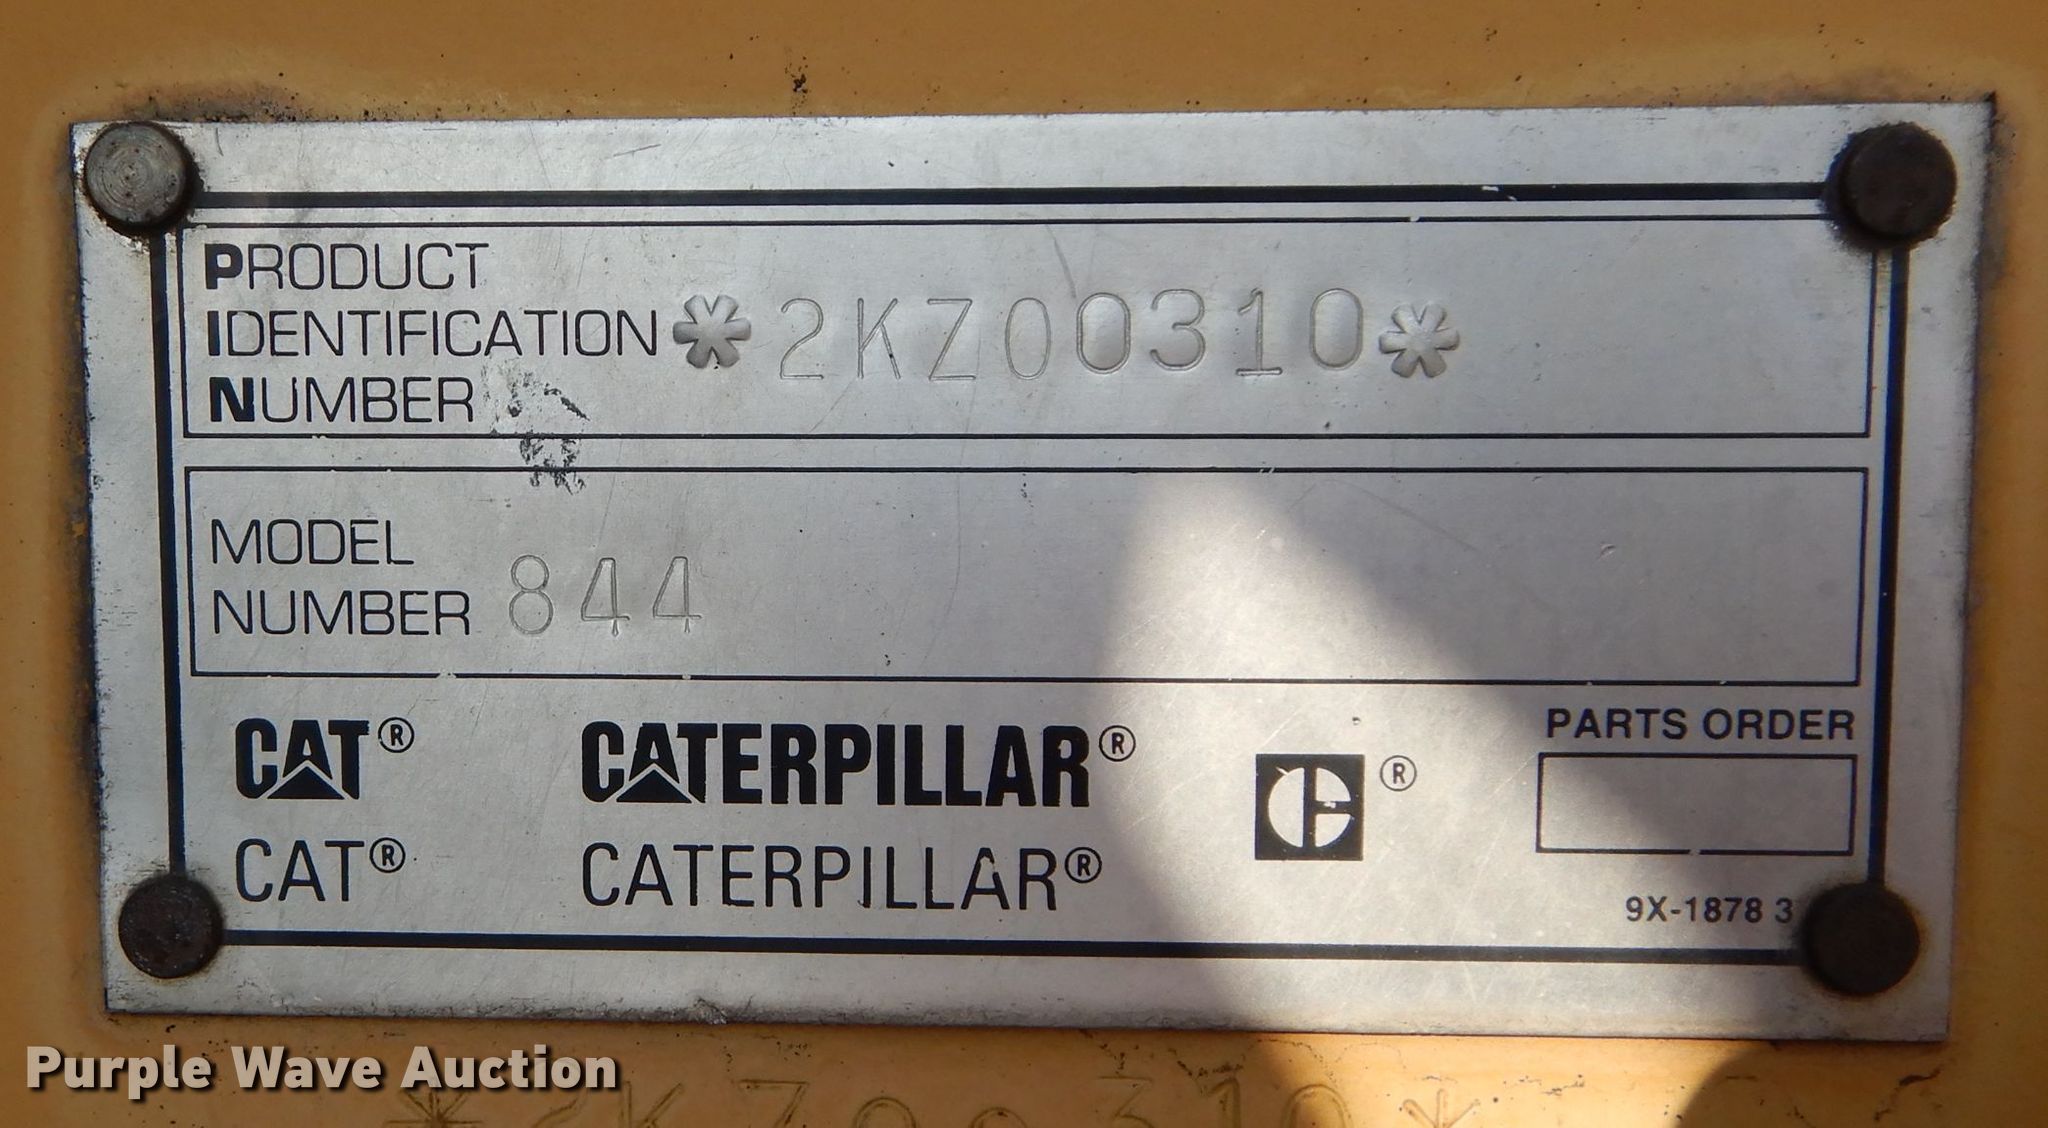 PRODUCT
IDENTIFICATION *2KZ00310*
NUMBER
MODEL
NUMBER 844
CAT® CATERPILLAR® ®
CAT® CATERPILLAR®
PARTS ORDER
9X-1878 3
Purple Wave Auction
*2KZ00310*